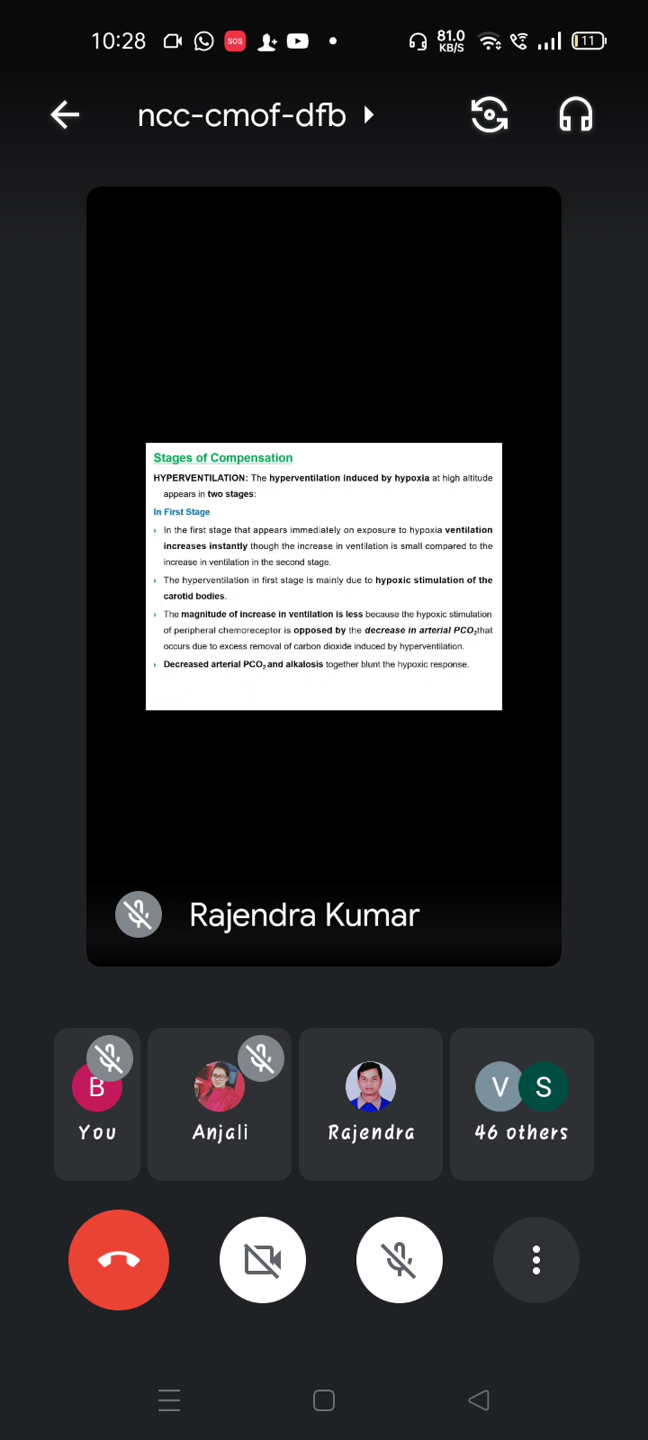 10:28
SOS
81.0
KB/S
11
ncc-cmof-dfb
Stages of Compensation
HYPERVENTILATION: The hyperventilation induced by hypoxia at high altitude
appears in two stages:
In First Stage
In the first stage that appears immediately on exposure to hypoxia ventilation
increases instantly though the increase in ventilation is small compared to the
increase in ventilation in the second stage.
The hyperventilation in first stage is mainly due to hypoxic stimulation of the
carotid bodies.
The magnitude of increase in ventilation is less because the hypoxic stimulation
of peripheral chemoreceptor is opposed by the decrease in arterial PCO₂that
occurs due to excess removal of carbon dioxide induced by hyperventilation.
Decreased arterial PCO₂ and alkalosis together blunt the hypoxic response.
Rajendra Kumar
B
V S
You
Anjali
Rajendra
46 others